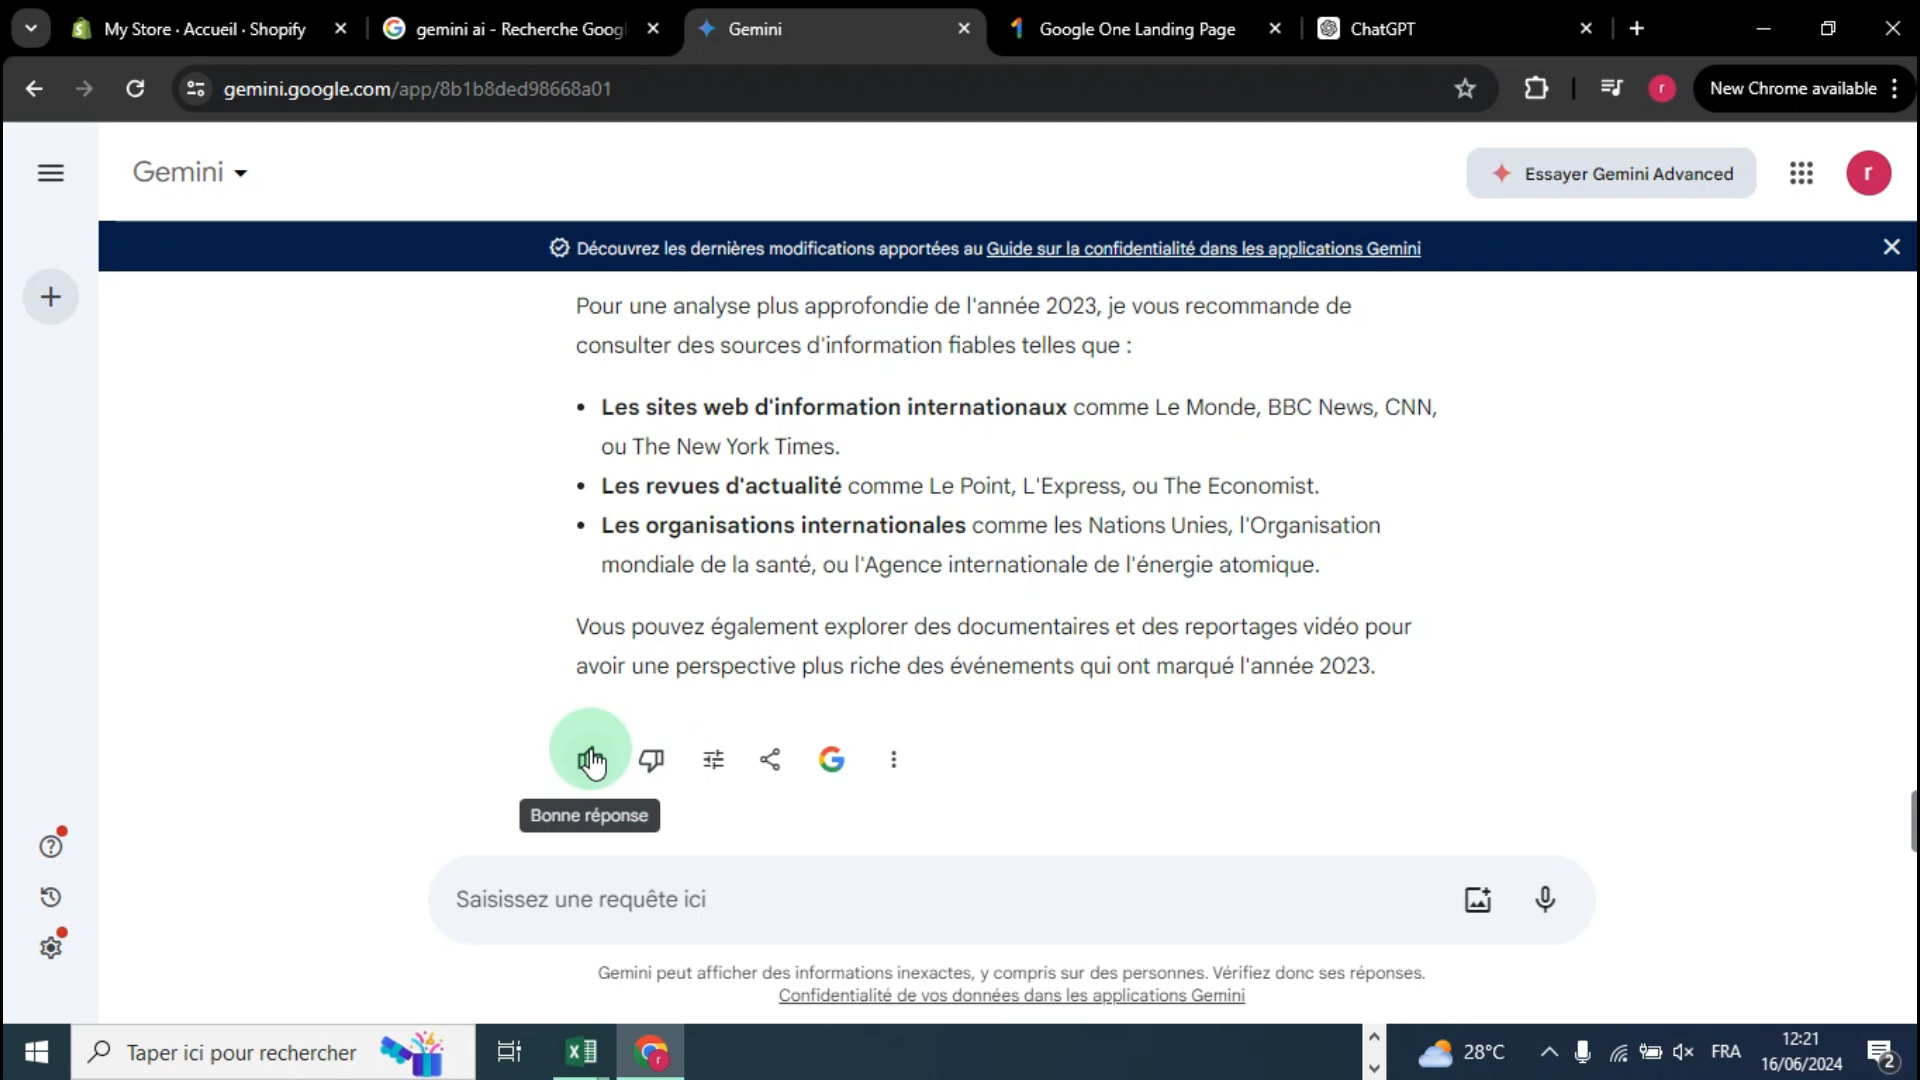 My Store · Accueil · Shopify
gemini ai - Recherche Googl
Gemini
Google One Landing Page
ChatGPT
gemini.google.com/app/8b1b8ded98668a01
r
New Chrome available
Gemini
Essayer Gemini Advanced
r
Découvrez les dernières modifications apportées au Guide sur la confidentialité dans les applications Gemini
Pour une analyse plus approfondie de l'année 2023, je vous recommande de
consulter des sources d'information fiables telles que :
• Les sites web d'information internationaux comme Le Monde, BBC News, CNN,
ou The New York Times.
• Les revues d'actualité comme Le Point, L'Express, ou The Economist.
• Les organisations internationales comme les Nations Unies, l'Organisation
mondiale de la santé, ou l'Agence internationale de l'énergie atomique.
Vous pouvez également explorer des documentaires et des reportages vidéo pour
avoir une perspective plus riche des événements qui ont marqué l'année 2023.
Bonne réponse
Saisissez une requête ici
Gemini peut afficher des informations inexactes, y compris sur des personnes. Vérifiez donc ses réponses.
Confidentialité de vos données dans les applications Gemini
Taper ici pour rechercher
28°C
FRA
12:21
16/06/2024
2